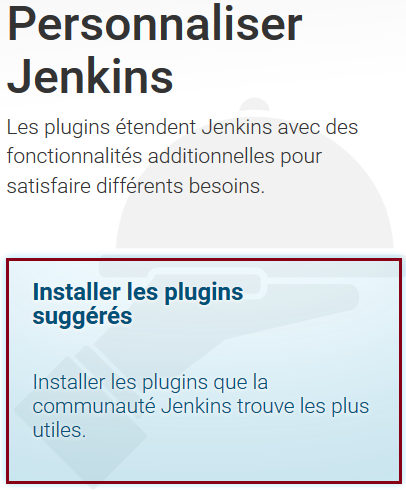 Personnaliser
Jenkins
Les plugins étendent Jenkins avec des
fonctionnalités additionnelles pour
satisfaire différents besoins.
Installer les plugins
suggérés
Installer les plugins que la
communauté Jenkins trouve les plus
utiles.